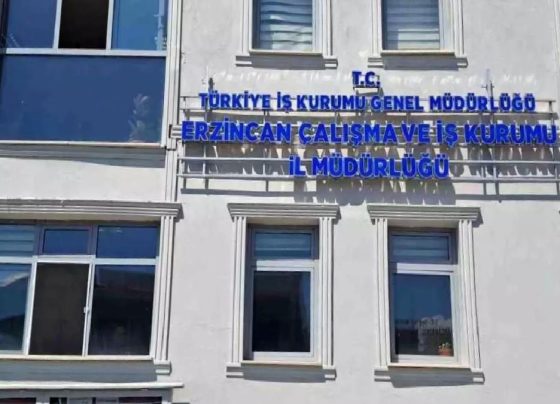 T.C.
TÜRKİYE İŞ KURUMU GENEL MÜDÜRLÜĞÜ
ERZİNCAN ÇALIŞMA VE İŞ KURUMU
İL MÜDÜRLÜĞÜ